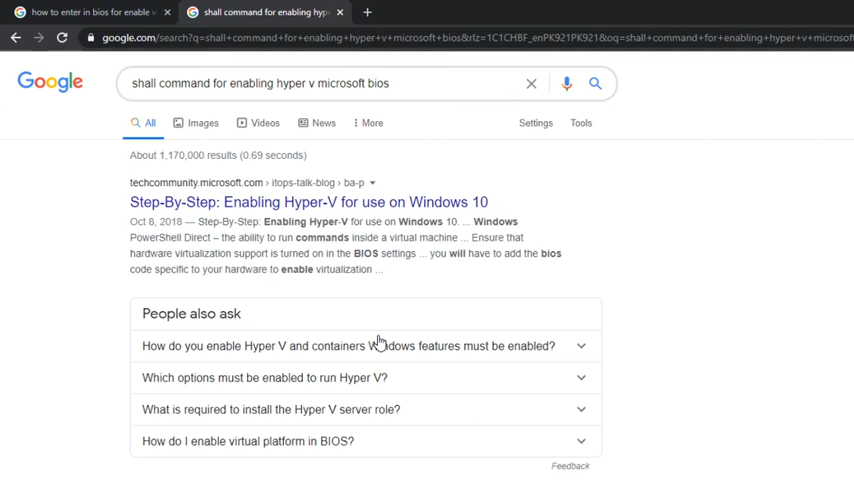 how to enter in bios for enable v
shall command for enabling hype
google.com/search?q=shall+command+for+enabling+hyper+v+microsoft+bios&rlz=1C1CHBF_enPK921PK921&oq=shall+command+for+enabling+hyper+v+microsoft
Google
shall command for enabling hyper v microsoft bios
All Images Videos News More Settings Tools
About 1,170,000 results (0.69 seconds)
techcommunity.microsoft.com › itops-talk-blog › ba-p
Step-By-Step: Enabling Hyper-V for use on Windows 10
Oct 8, 2018 — Step-By-Step: Enabling Hyper-V for use on Windows 10. ... Windows
PowerShell Direct – the ability to run commands inside a virtual machine ... Ensure that
hardware virtualization support is turned on in the BIOS settings ... you will have to add the bios
code specific to your hardware to enable virtualization ...
People also ask
How do you enable Hyper V and containers Windows features must be enabled?
Which options must be enabled to run Hyper V?
What is required to install the Hyper V server role?
How do I enable virtual platform in BIOS?
Feedback